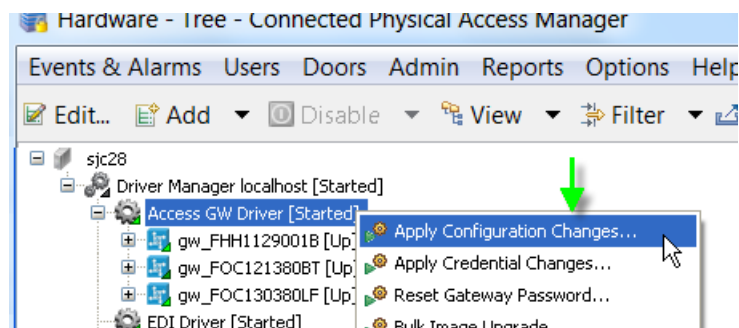 Hardware - Tree - Connected Physical Access Manager
Events & Alarms Users Doors Admin Reports Options Help
Edit... Add Disable View Filter
sjc28
Driver Manager localhost [Started]
Access GW Driver [Started]
Apply Configuration Changes...
gw_FHH1129001B [Up]
Apply Credential Changes...
gw_FOC121380BT [Up]
Reset Gateway Password...
gw_FOC130380LF [Up]
Bulk Image Upgrade
EDI Driver [Started]